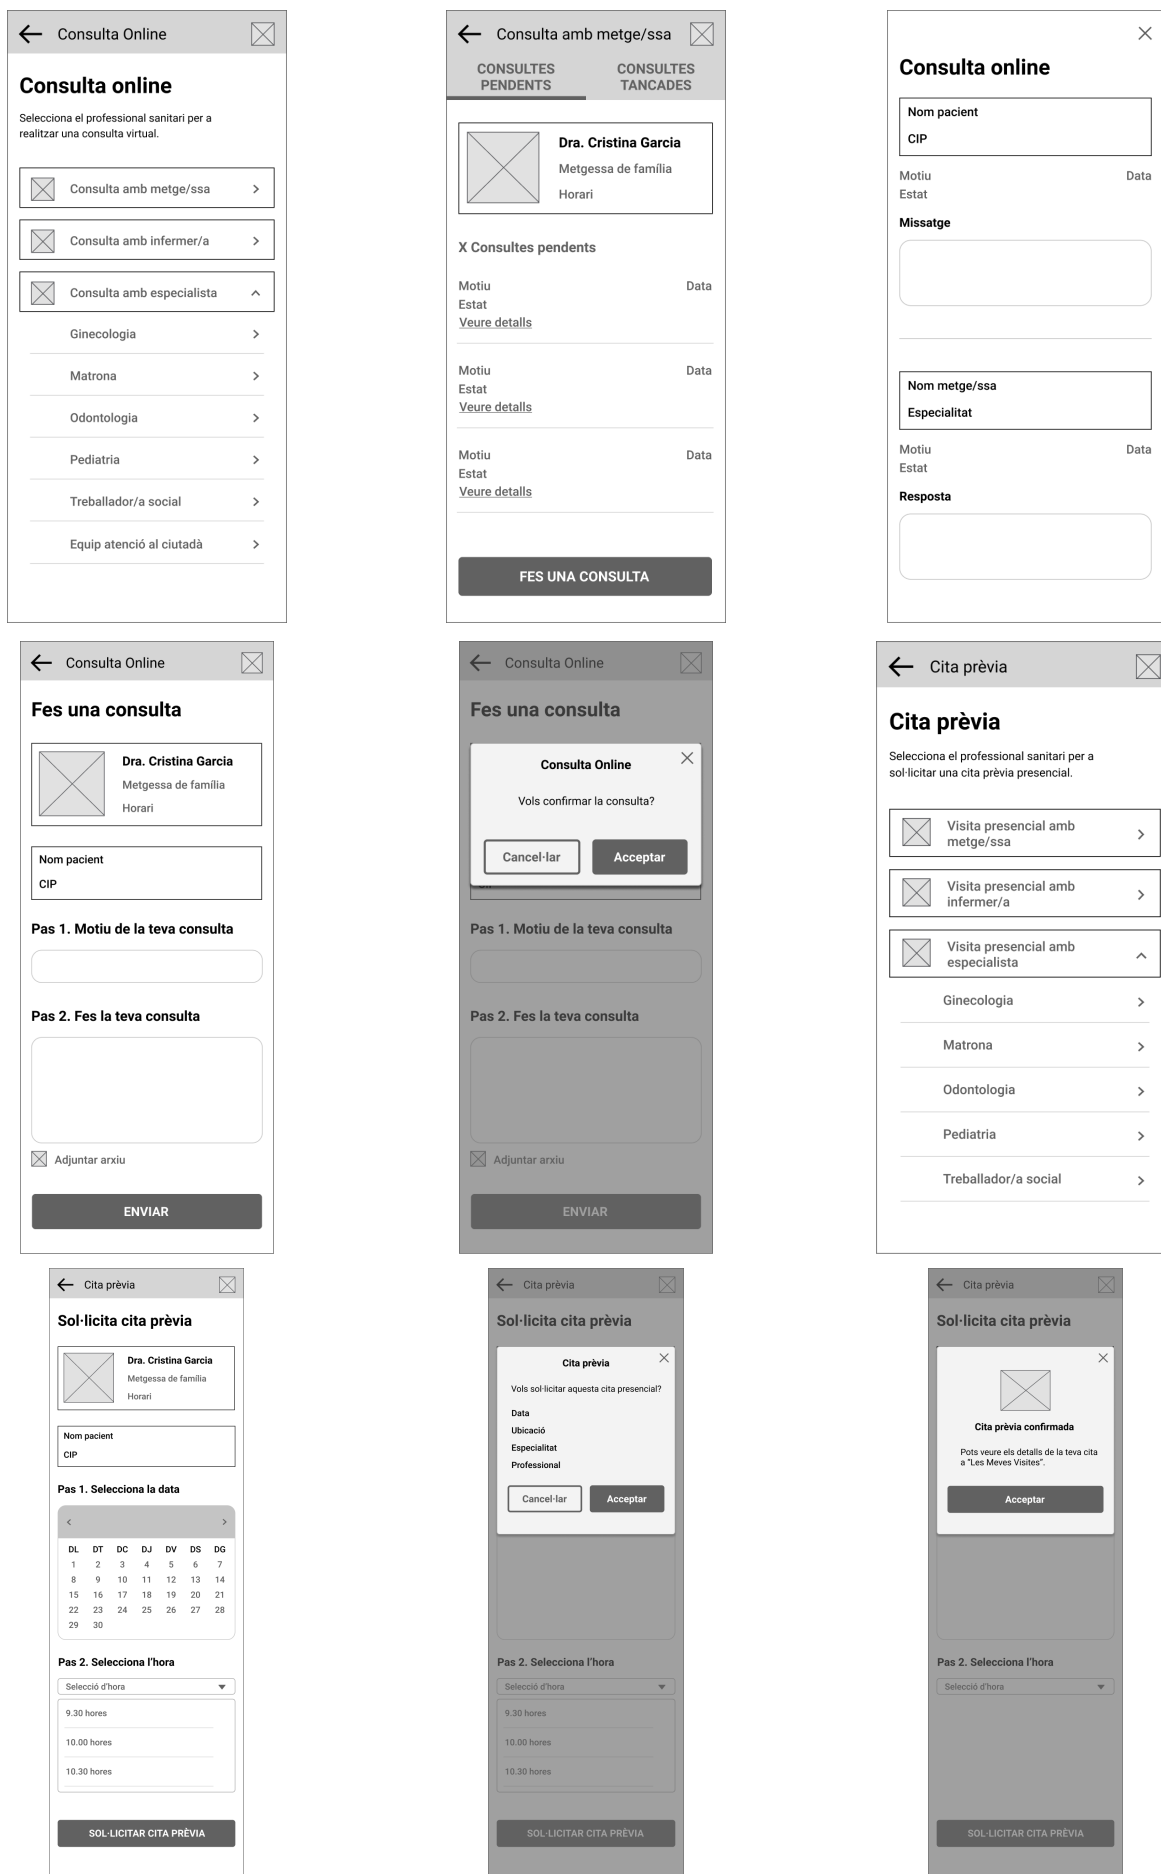 Consulta Online
Consulta online
Selecciona el professional sanitari per a
realitzar una consulta virtual.
Consulta amb metge/ssa
Consulta amb infermer/a
Consulta amb especialista
Ginecologia
Matrona
Odontologia
Pediatria
Treballador/a social
Equip atenció al ciutadà
Consulta amb metge/ssa
CONSULTES
PENDENTS
CONSULTES
TANCADES
Dra. Cristina Garcia
Metgessa de família
Horari
X Consultes pendents
Motiu Data
Estat
Veure detalls
Motiu Data
Estat
Veure detalls
Motiu Data
Estat
Veure detalls
FES UNA CONSULTA
Consulta online
Nom pacient
CIP
Motiu Data
Estat
Missatge
Nom metge/ssa
Especialitat
Motiu Data
Estat
Resposta
Consulta Online
Fes una consulta
Dra. Cristina Garcia
Metgessa de família
Horari
Nom pacient
CIP
Pas 1. Motiu de la teva consulta
Pas 2. Fes la teva consulta
Adjuntar arxiu
ENVIAR
Consulta Online
Fes una consulta
Consulta Online
Vols confirmar la consulta?
Cancel·lar Acceptar
Pas 1. Motiu de la teva consulta
Pas 2. Fes la teva consulta
Adjuntar arxiu
ENVIAR
Cita prèvia
Cita prèvia
Selecciona el professional sanitari per a
sol·licitar una cita prèvia presencial.
Visita presencial amb
metge/ssa
Visita presencial amb
infermer/a
Visita presencial amb
especialista
Ginecologia
Matrona
Odontologia
Pediatria
Treballador/a social
Cita prèvia
Sol·licita cita prèvia
Dra. Cristina Garcia
Metgessa de família
Horari
Nom pacient
CIP
Pas 1. Selecciona la data
DL DT DC DJ DV DS DG
1 2 3 4 5 6 7
8 9 10 11 12 13 14
15 16 17 18 19 20 21
22 23 24 25 26 27 28
29 30
Pas 2. Selecciona l'hora
Selecció d'hora
9.30 hores
10.00 hores
10.30 hores
SOL·LICITAR CITA PRÈVIA
Cita prèvia
Sol·licita cita prèvia
Cita prèvia
Vols sol·licitar aquesta cita presencial?
Data
Ubicació
Especialitat
Professional
Cancel·lar Acceptar
Pas 2. Selecciona l'hora
Selecció d'hora
9.30 hores
10.00 hores
10.30 hores
SOL·LICITAR CITA PRÈVIA
Cita prèvia
Sol·licita cita prèvia
Cita prèvia confirmada
Pots veure els detalls de la teva cita
a "Les Meves Visites".
Acceptar
Pas 2. Selecciona l'hora
Selecció d'hora
SOL·LICITAR CITA PRÈVIA